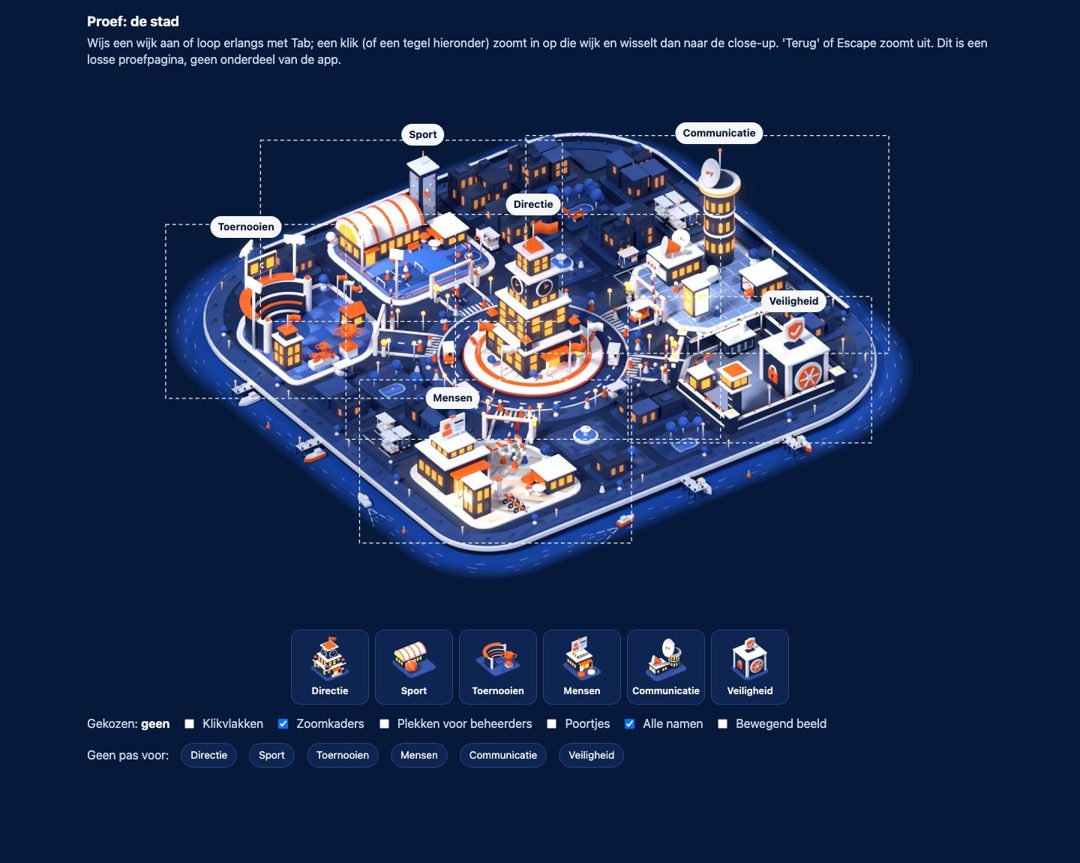 Proef: de stad
Wijs een wijk aan of loop erlangs met Tab; een klik (of een tegel hieronder) zoomt in op die wijk en wisselt dan naar de close-up. 'Terug' of Escape zoomt uit. Dit is een
losse proefpagina, geen onderdeel van de app.
Sport
Communicatie
Directie
Toernooien
Veiligheid
Mensen
Directie
Sport
Toernooien
Mensen
Communicatie
Veiligheid
Gekozen: geen Klikvlakken Zoomkaders Plekken voor beheerders Poortjes Alle namen Bewegend beeld
Geen pas voor: Directie Sport Toernooien Mensen Communicatie Veiligheid